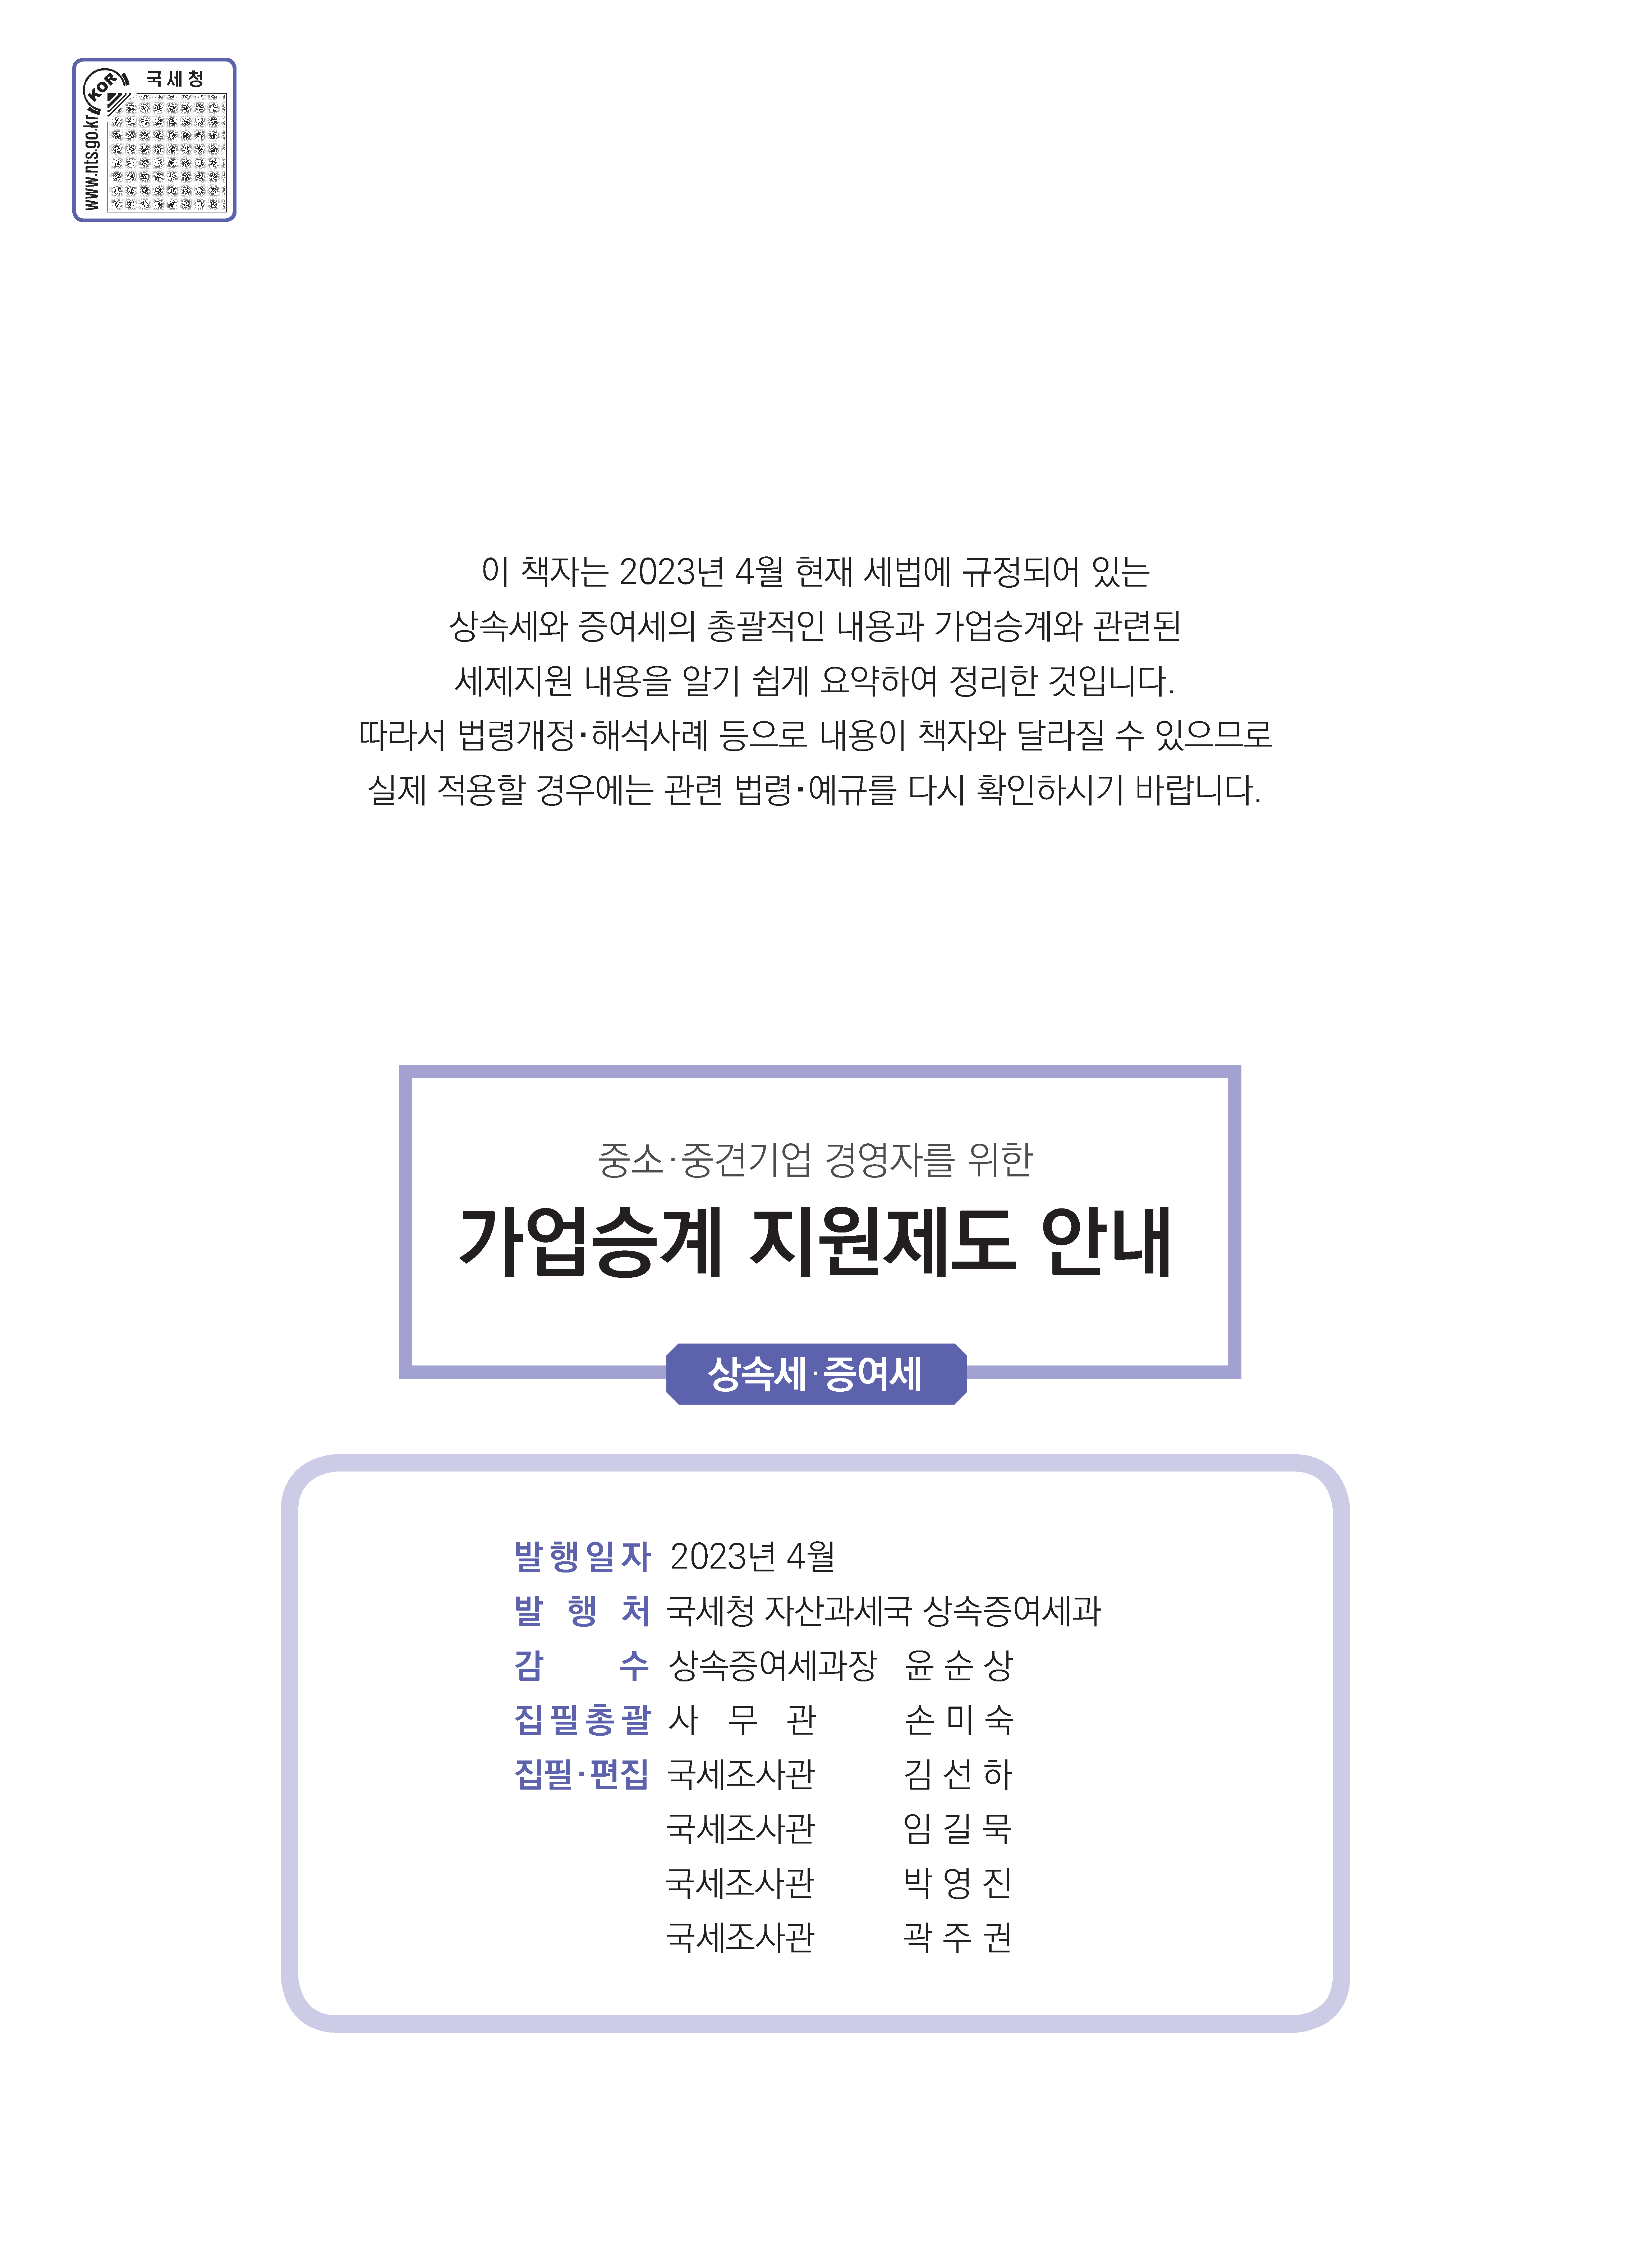 국세청
KOR
www.nts.go.kr
이 책자는 2023년 4월 현재 세법에 규정되어 있는
상속세와 증여세의 총괄적인 내용과 가업승계와 관련된
세제지원 내용을 알기 쉽게 요약하여 정리한 것입니다.
따라서 법령개정·해석사례 등으로 내용이 책자와 달라질 수 있으므로
실제 적용할 경우에는 관련 법령·예규를 다시 확인하시기 바랍니다.
중소·중견기업 경영자를 위한
가업승계 지원제도 안내
상속세·증여세
발행일자 2023년 4월
발 행 처 국세청 자산과세국 상속증여세과
감 수 상속증여세과장 윤 순 상
집필총괄 사 무 관 손 미 숙
집필·편집 국세조사관 김 선 하
국세조사관 임 길 묵
국세조사관 박 영 진
국세조사관 곽 주 권